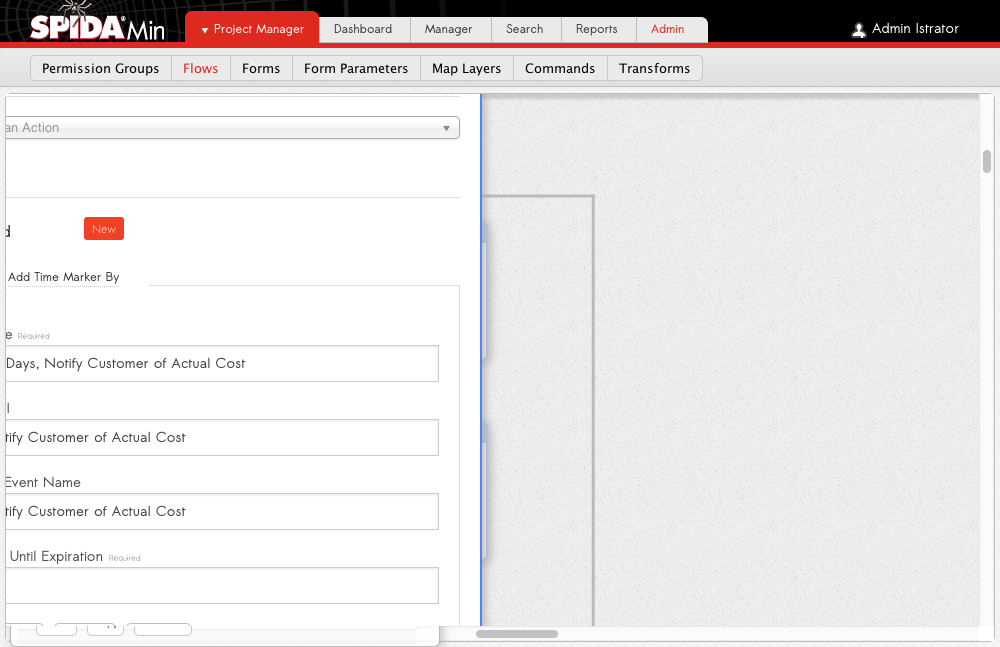 SPIDA Min
▼ Project Manager
Dashboard
Manager
Search
Reports
Admin
Admin Istrator
Permission Groups
Flows
Forms
Form Parameters
Map Layers
Commands
Transforms
an Action
d
New
Add Time Marker By
e Required
Days, Notify Customer of Actual Cost
l
tify Customer of Actual Cost
Event Name
tify Customer of Actual Cost
Until Expiration Required